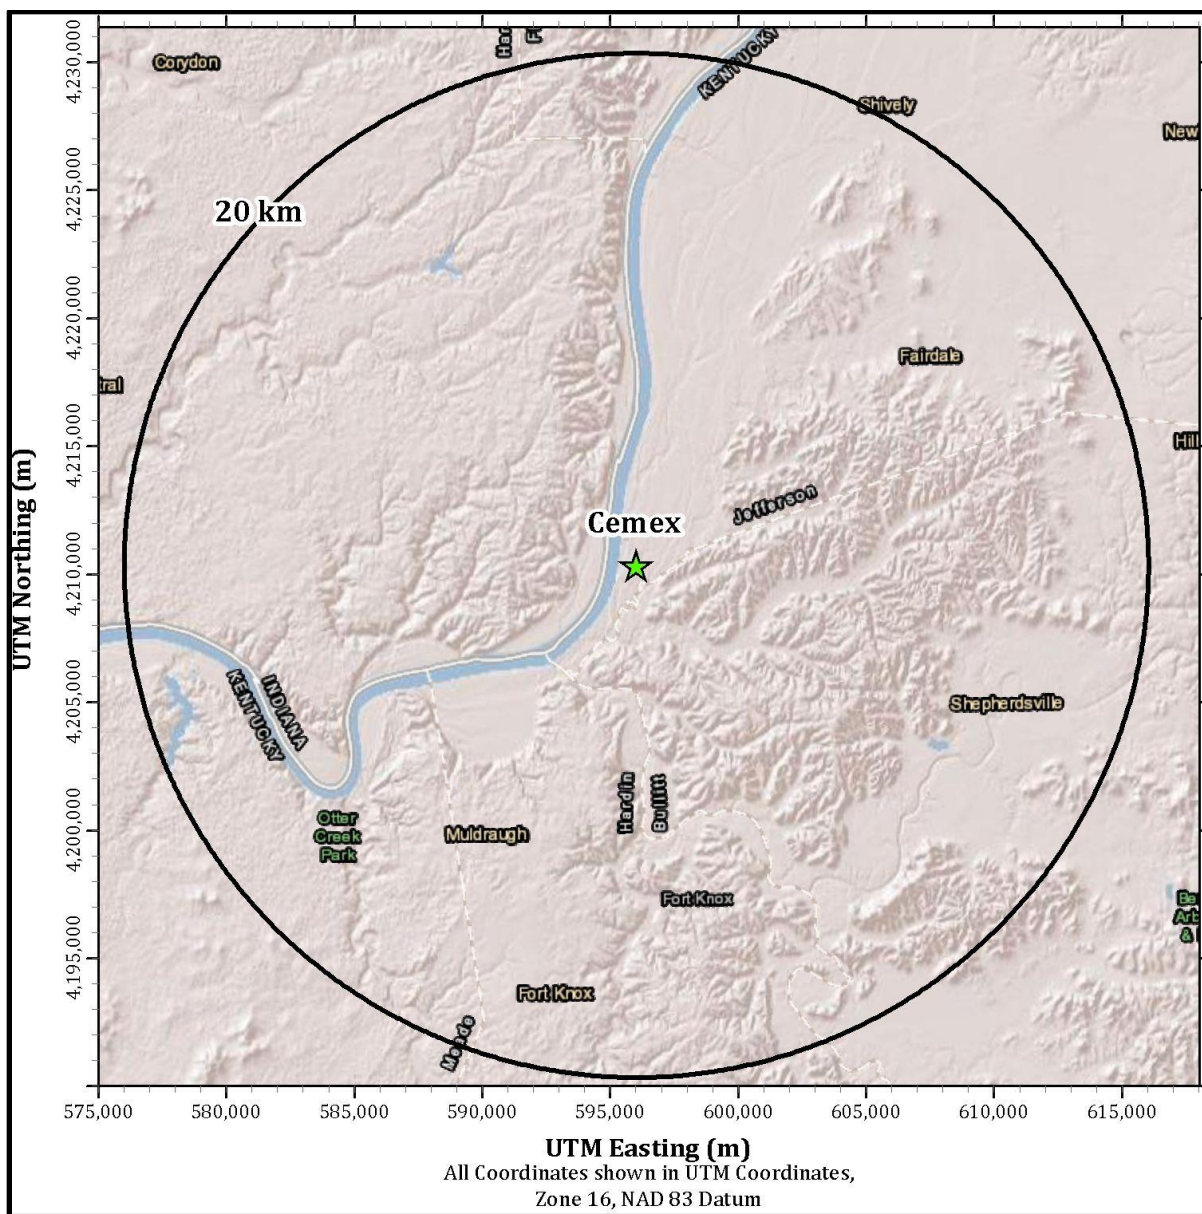 Corydon
KENTUCKY
Shively
New
20 km
Fairdale
tral
Hill
Jefferson
Cemex
INDIANA
KENTUCKY
Shepherdsville
Hardin
Bullitt
Otter
Creek
Park
Muldraugh
Fort Knox
Fort Knox
Meade
Be
Arb
&
4,230,000
4,225,000
4,220,000
4,215,000
4,210,000
4,205,000
4,200,000
4,195,000
UTM Northing (m)
575,000 580,000 585,000 590,000 595,000 600,000 605,000 610,000 615,000
UTM Easting (m)
All Coordinates shown in UTM Coordinates,
Zone 16, NAD 83 Datum